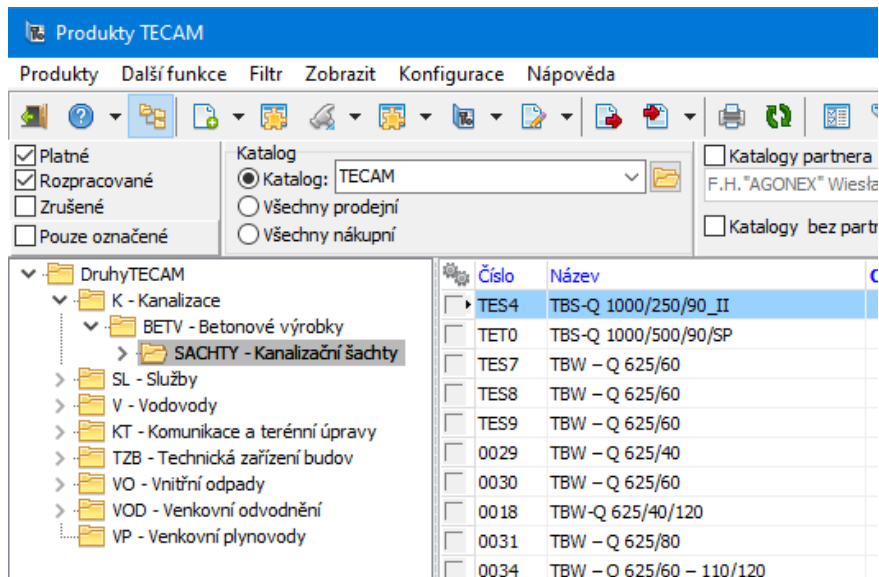 Produkty TECAM
Produkty Další funkce Filtr Zobrazit Konfigurace Nápověda
Platné
Rozpracované
Zrušené
Pouze označené
Katalog
Katalog: TECAM
Všechny prodejní
Všechny nákupní
Katalogy partnera
F.H."AGONEX"
Katalogy bez
DruhyTECAM
K - Kanalizace
BETV - Betonové výrobky
SACHTY - Kanalizační šachty
SL - Služby
V - Vodovody
KT - Komunikace a terénní úpravy
TZB - Technická zařízení budov
VO - Vnitřní odpady
VOD - Venkovní odvodnění
VP - Venkovní plynovody
Číslo Název
TES4 TBS-Q 1000/250/90_II
TET0 TBS-Q 1000/500/90/SP
TES7 TBW – Q 625/60
TES8 TBW – Q 625/60
TES9 TBW – Q 625/60
0029 TBW – Q 625/40
0030 TBW – Q 625/60
0018 TBW-Q 625/40/120
0031 TBW – Q 625/80
0034 TBW – Q 625/60 – 110/120